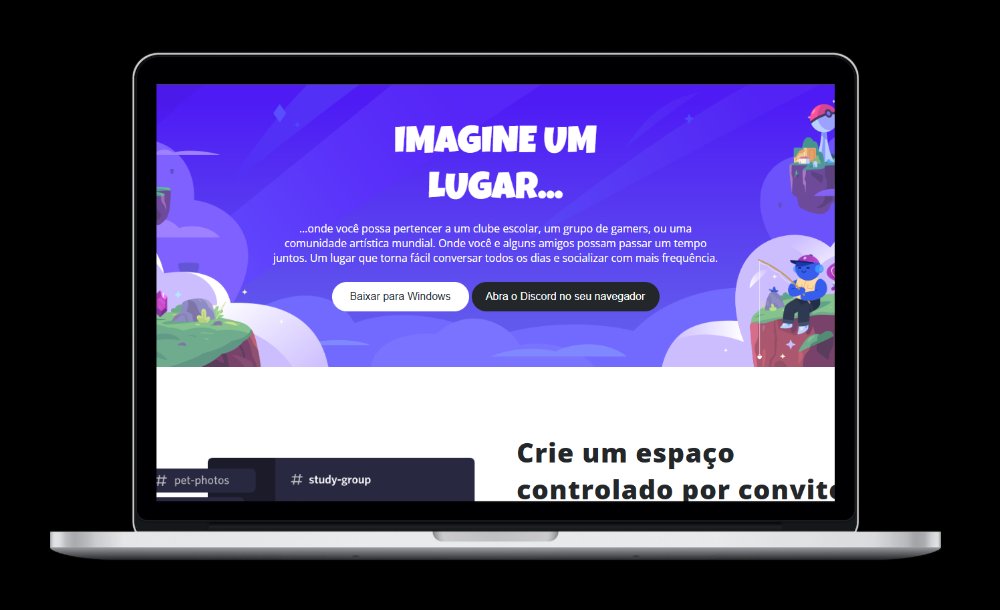 IMAGINE UM
LUGAR...
...onde você possa pertencer a um clube escolar, um grupo de gamers, ou uma
comunidade artística mundial. Onde você e alguns amigos possam passar um tempo
juntos. Um lugar que torna fácil conversar todos os dias e socializar com mais frequência.
Baixar para Windows
Abra o Discord no seu navegador
Crie um espaço
controlado por convite
# pet-photos
# study-group